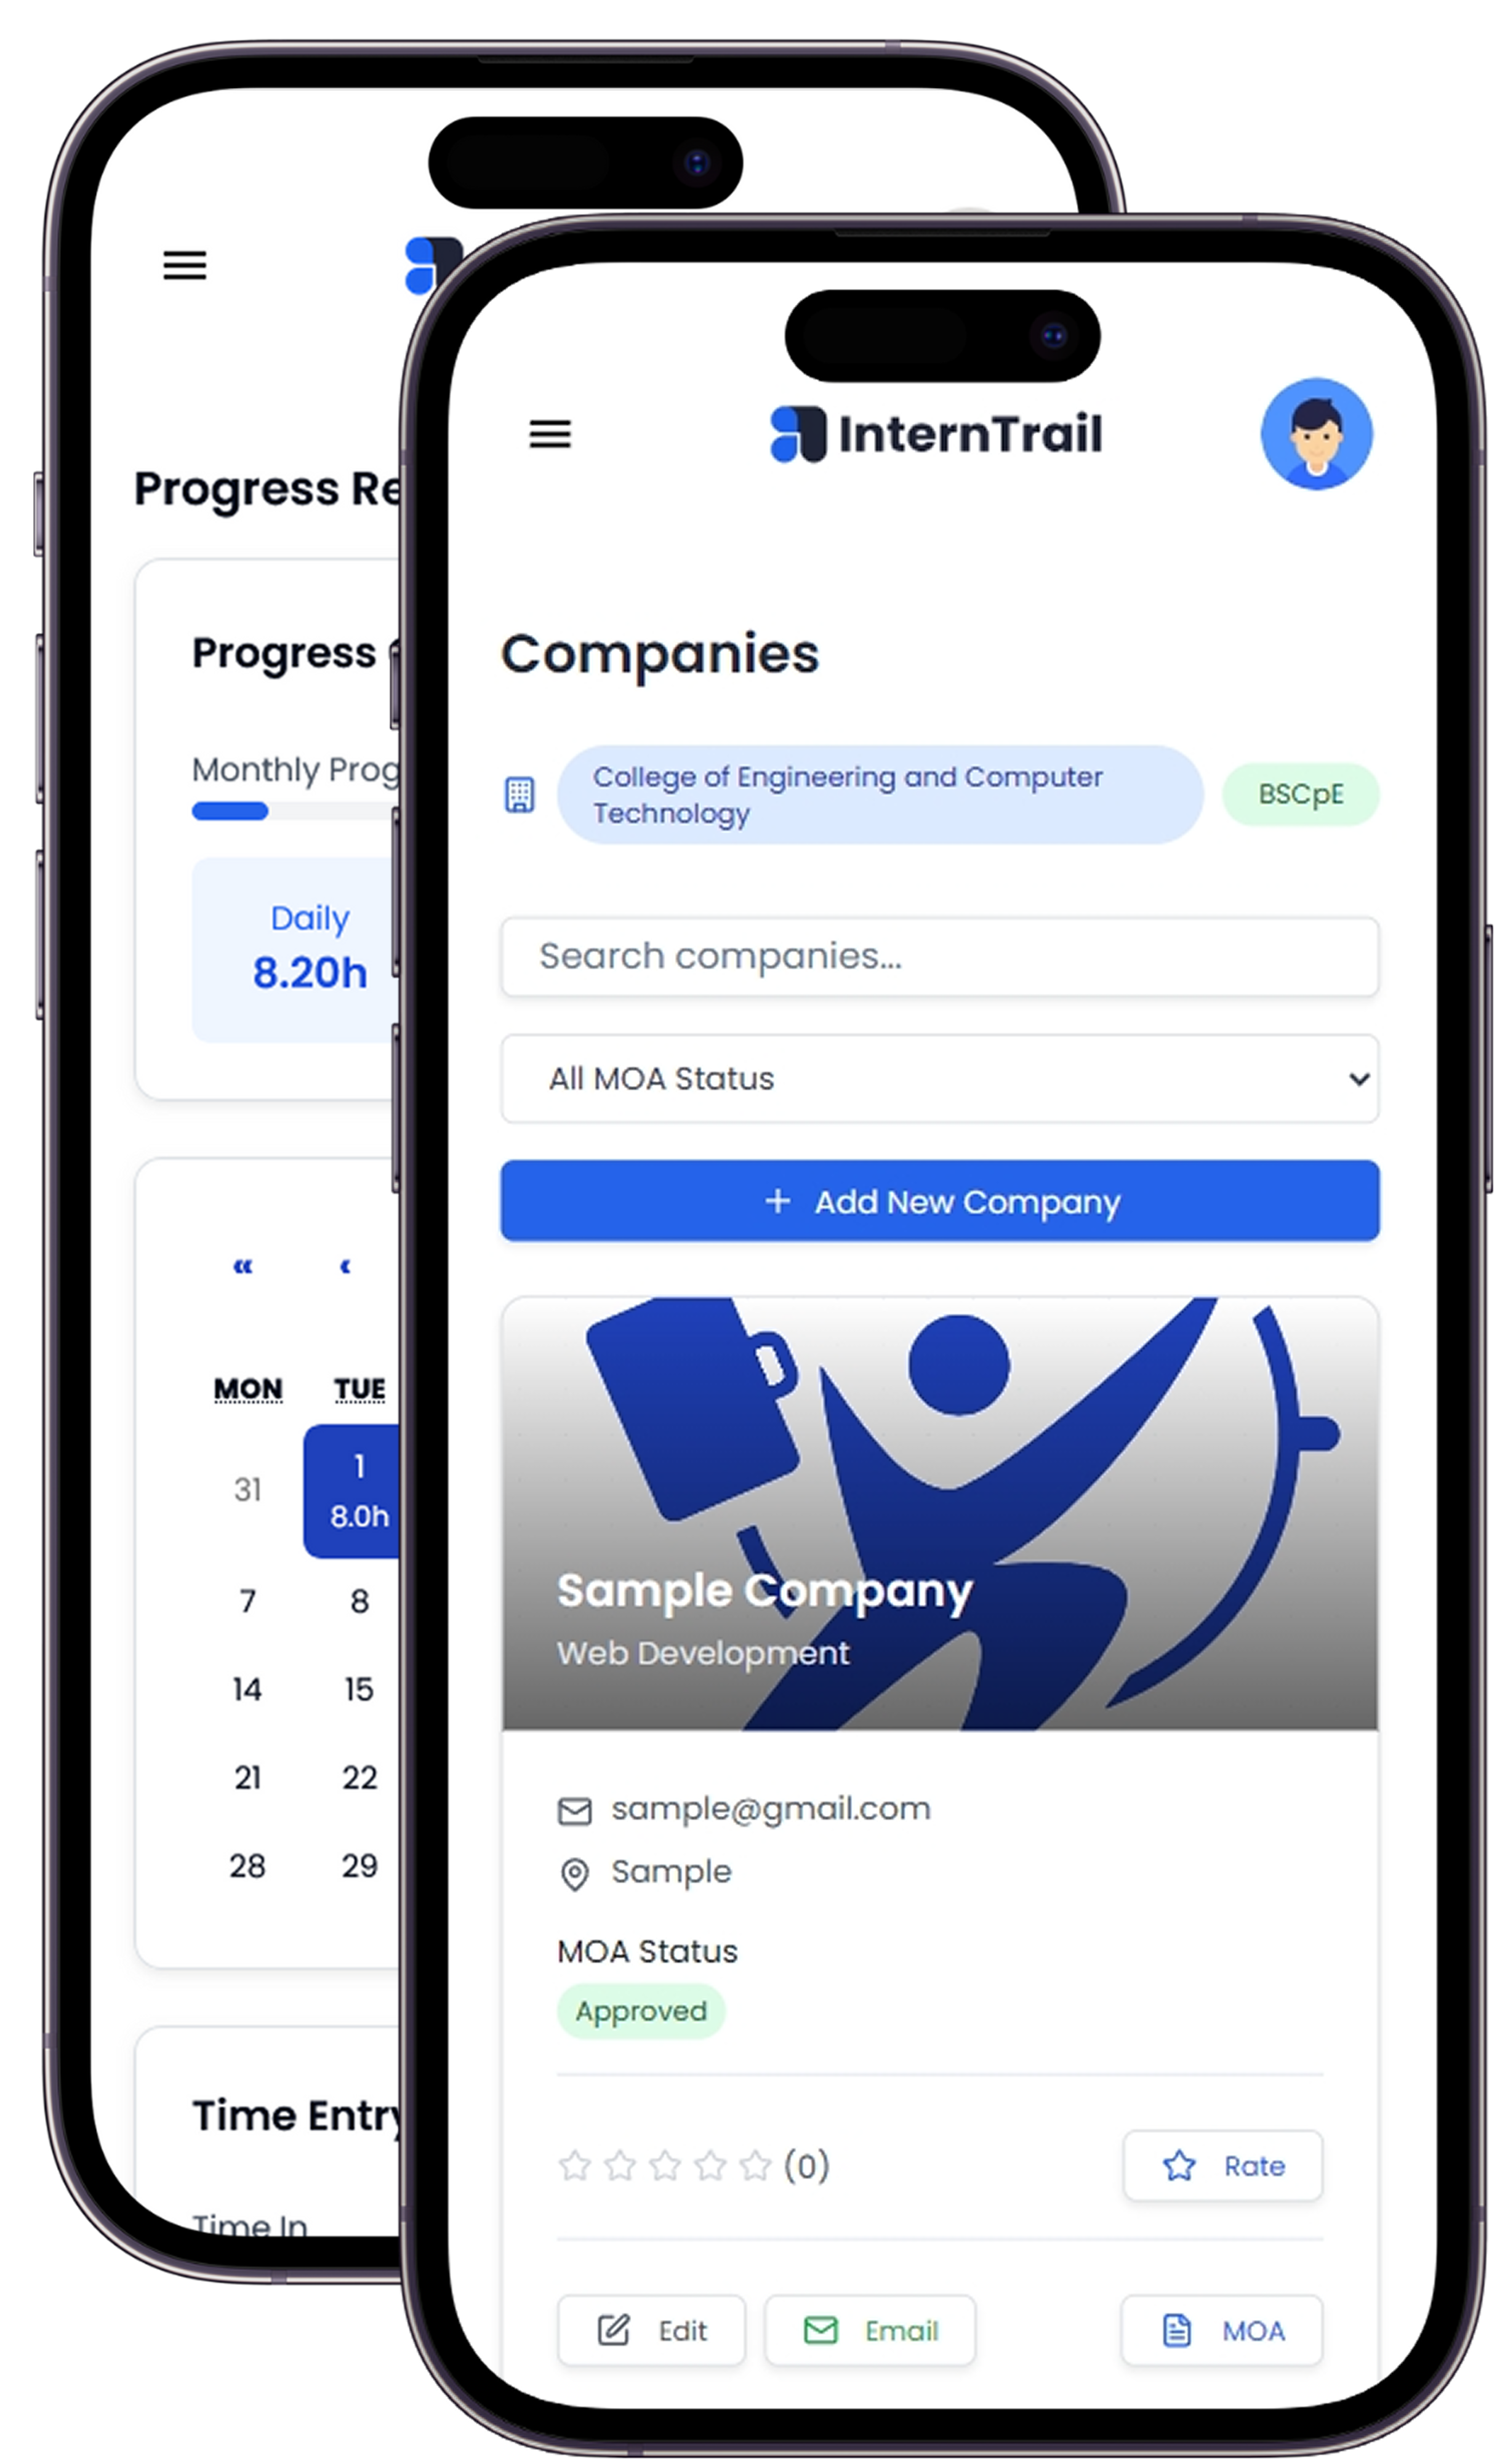 Progress Re
Progress
Monthly Prog
Daily
8.20h
« ‹
MON TUE
31 1
8.0h
7 8
14 15
21 22
28 29
Time Entry
Time In
InternTrail
Companies
College of Engineering and Computer
Technology
BSCpE
Search companies...
All MOA Status
+ Add New Company
Sample Company
Web Development
sample@gmail.com
Sample
MOA Status
Approved
(0)
Rate
Edit
Email
MOA